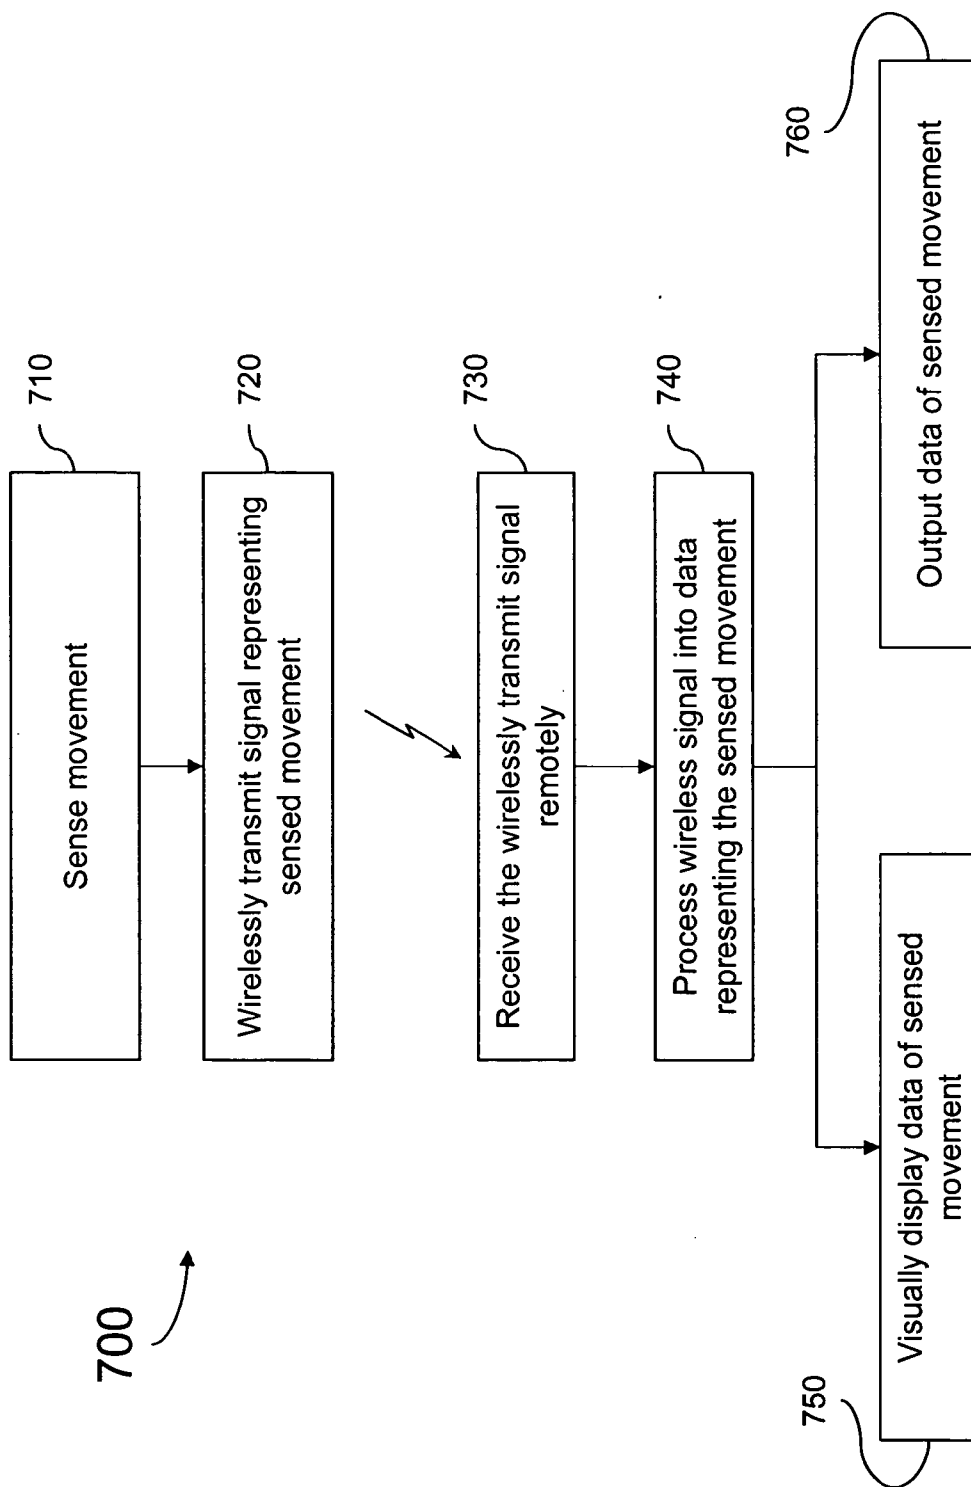 700
710
Sense movement
720
Wirelessly transmit signal representing
sensed movement
730
Receive the wirelessly transmit signal
remotely
740
Process wireless signal into data
representing the sensed movement
750
Visually display data of sensed
movement
760
Output data of sensed movement